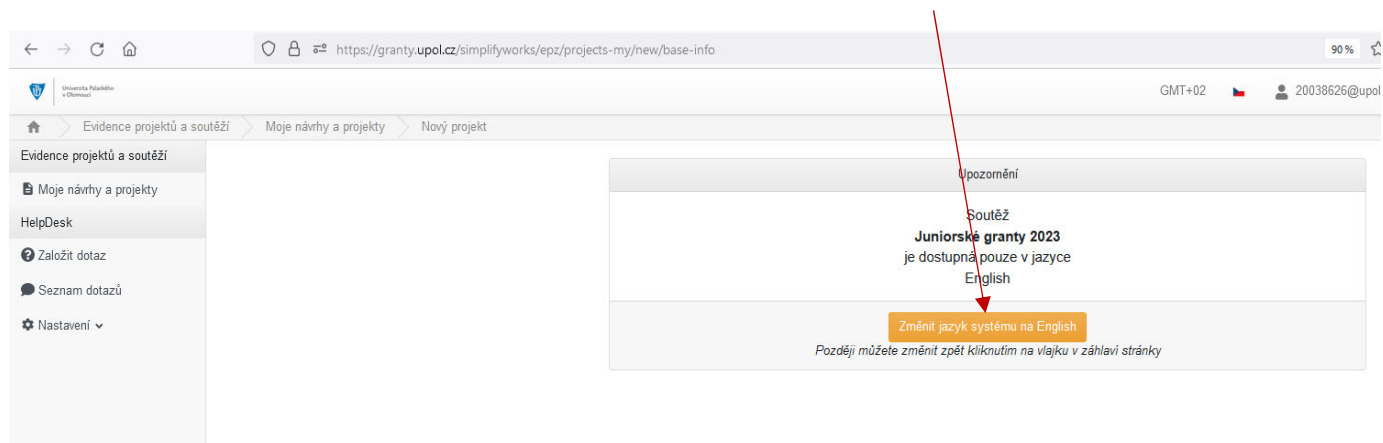 https://granty.upol.cz/simplifyworks/epz/projects-my/new/base-info
90 %
Univerzita Palackého
v Olomouci
GMT+02
20038626@upol
Evidence projektů a soutěží
Moje návrhy a projekty
Nový projekt
Evidence projektů a soutěží
Moje návrhy a projekty
HelpDesk
Založit dotaz
Seznam dotazů
Nastavení
Upozornění
Soutěž
Juniorské granty 2023
je dostupná pouze v jazyce
English
Změnit jazyk systému na English
Později můžete změnit zpět kliknutím na vlajku v záhlaví stránky